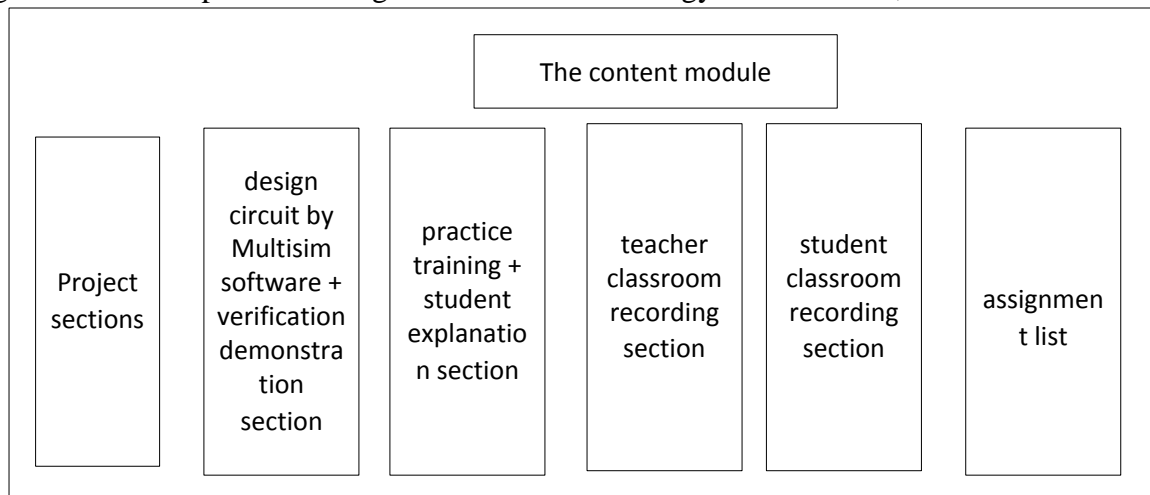 The content module
Project
sections
design
circuit by
Multisim
software +
verification
demonstra
tion
section
practice
training +
student
explanatio
n section
teacher
classroom
recording
section
student
classroom
recording
section
assignmen
t list